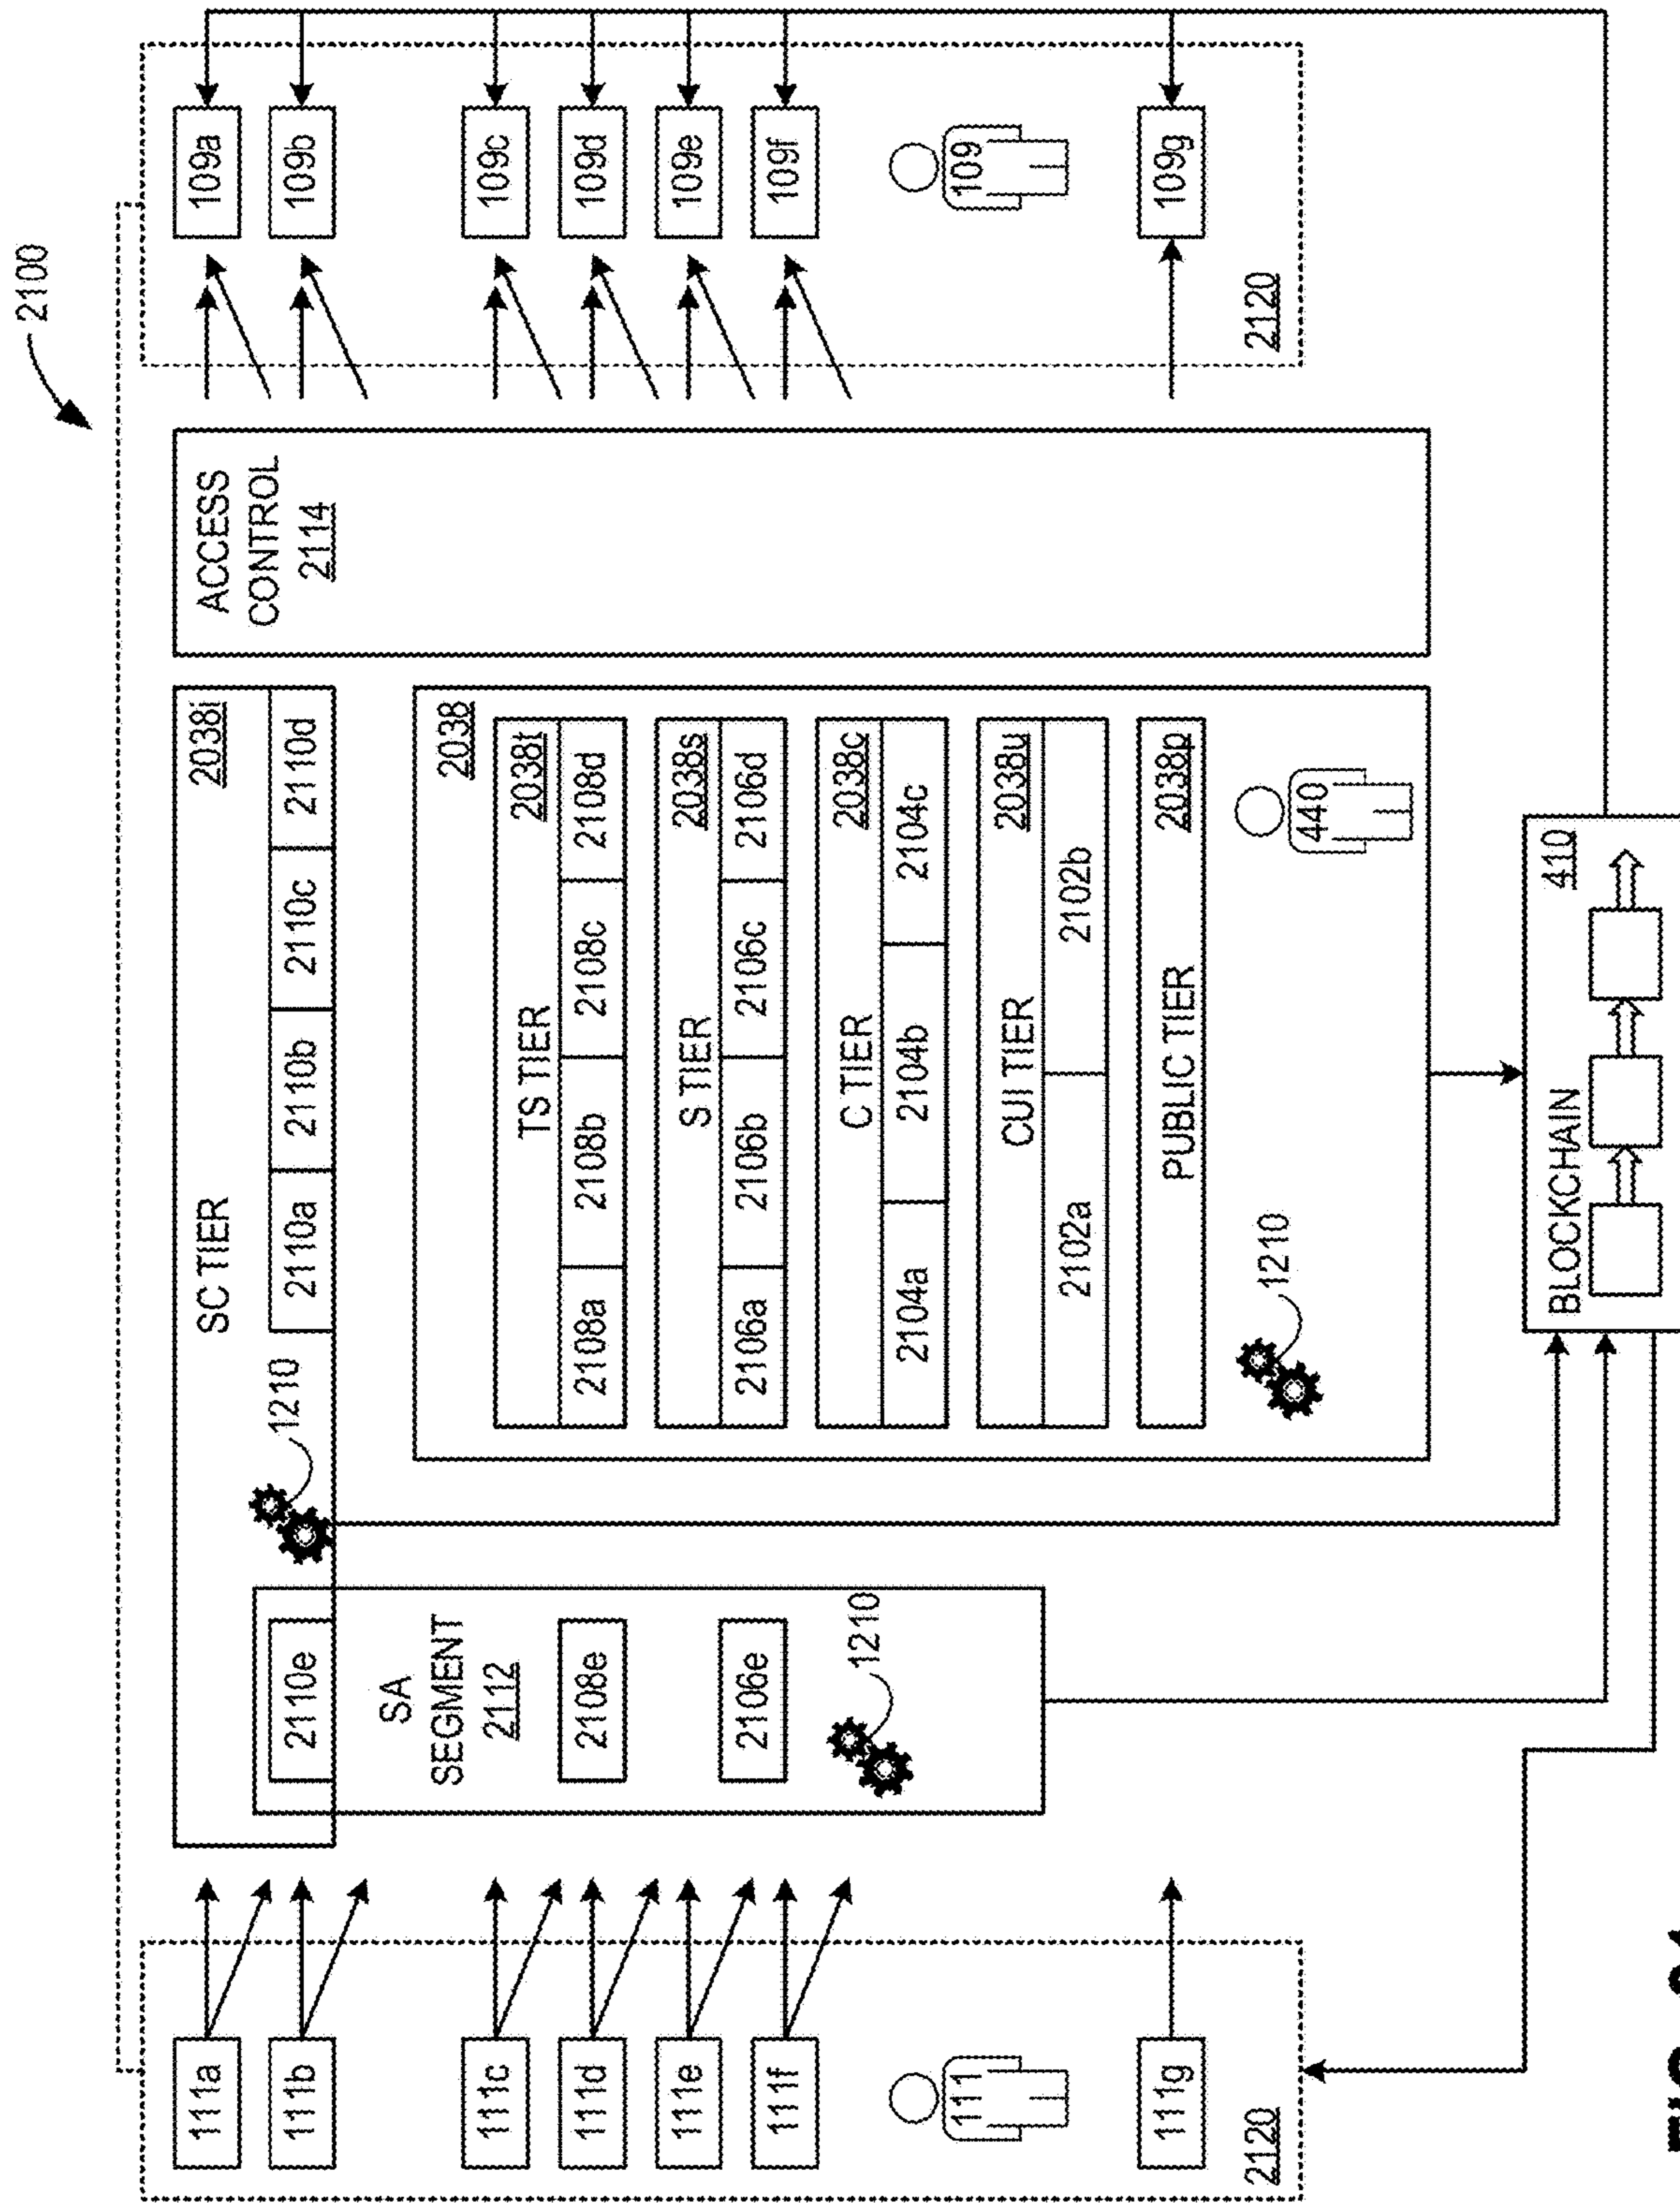 2100
111a
111b
111c
111d
111e
111f
111
111g
2120
SC TIER
2038i
2110e
1210
2110a
2110b
2110c
2110d
SA
SEGMENT
2112
2108e
2106e
1210
2038
TS TIER
2038t
2108a
2108b
2108c
2108d
S TIER
2038s
2106a
2106b
2106c
2106d
C TIER
2038c
2104a
2104b
2104c
CUI TIER
2038u
2102a
2102b
PUBLIC TIER
2038p
1210
440
ACCESS
CONTROL
2114
109a
109b
109c
109d
109e
109f
109
109g
2120
BLOCKCHAIN
410